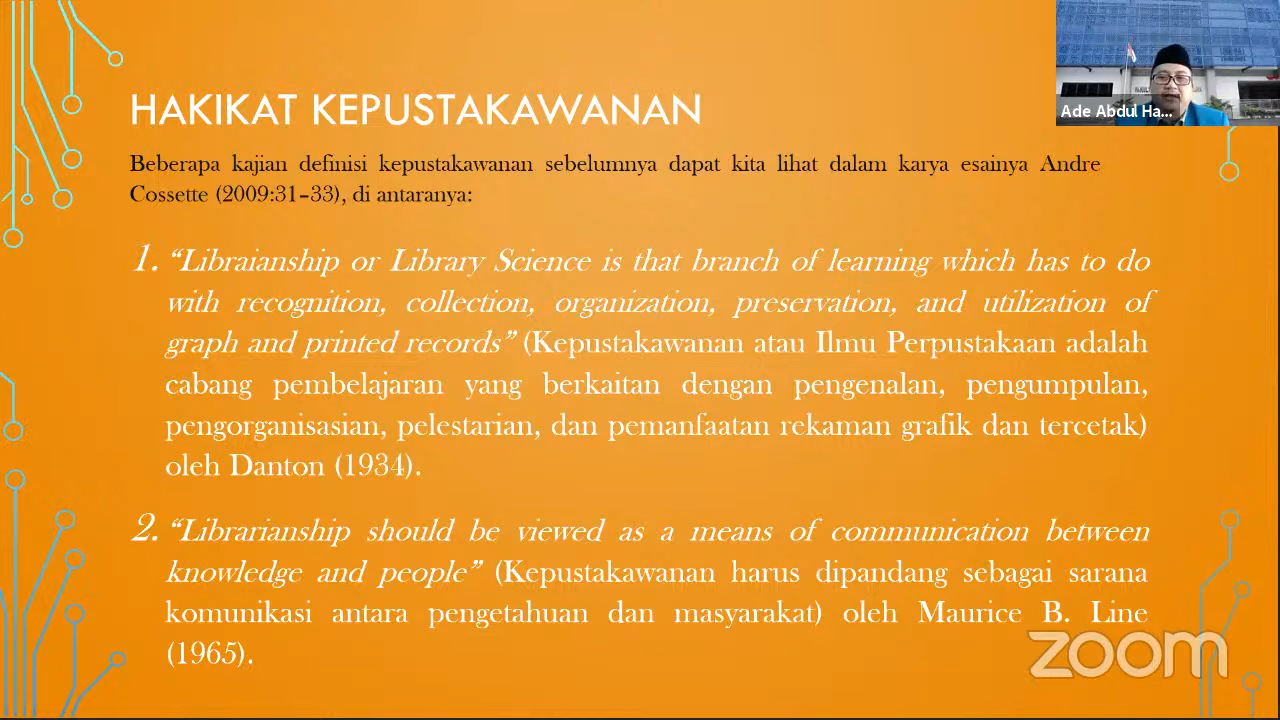 HAKIKAT KEPUSTAKAWANAN
Ade Abdul Ha...
Beberapa kajian definisi kepustakawanan sebelumnya dapat kita lihat dalam karya esainya Andre
Cossette (2009:31–33), di antaranya:
1. “Libraianship or Library Science is that branch of learning which has to do
with recognition, collection, organization, preservation, and utilization of
graph and printed records” (Kepustakawanan atau Ilmu Perpustakaan adalah
cabang pembelajaran yang berkaitan dengan pengenalan, pengumpulan,
pengorganisasian, pelestarian, dan pemanfaatan rekaman grafik dan tercetak)
oleh Danton (1934).
2. “Librarianship should be viewed as a means of communication between
knowledge and people” (Kepustakawanan harus dipandang sebagai sarana
komunikasi antara pengetahuan dan masyarakat) oleh Maurice B. Line
(1965).
zoom